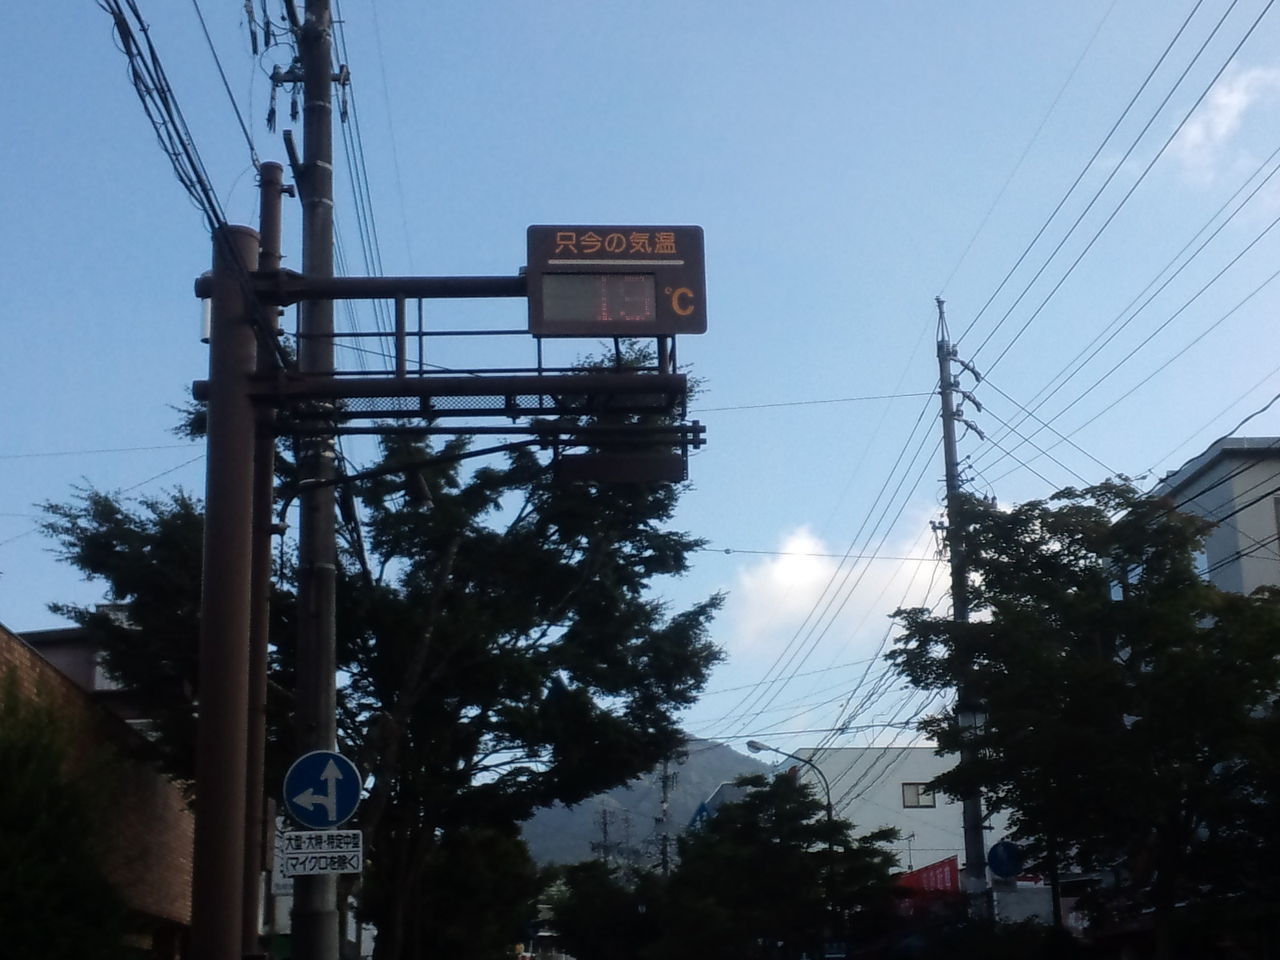 只今の気温
℃
大型・大特・特定中型
(マイクロを除く)